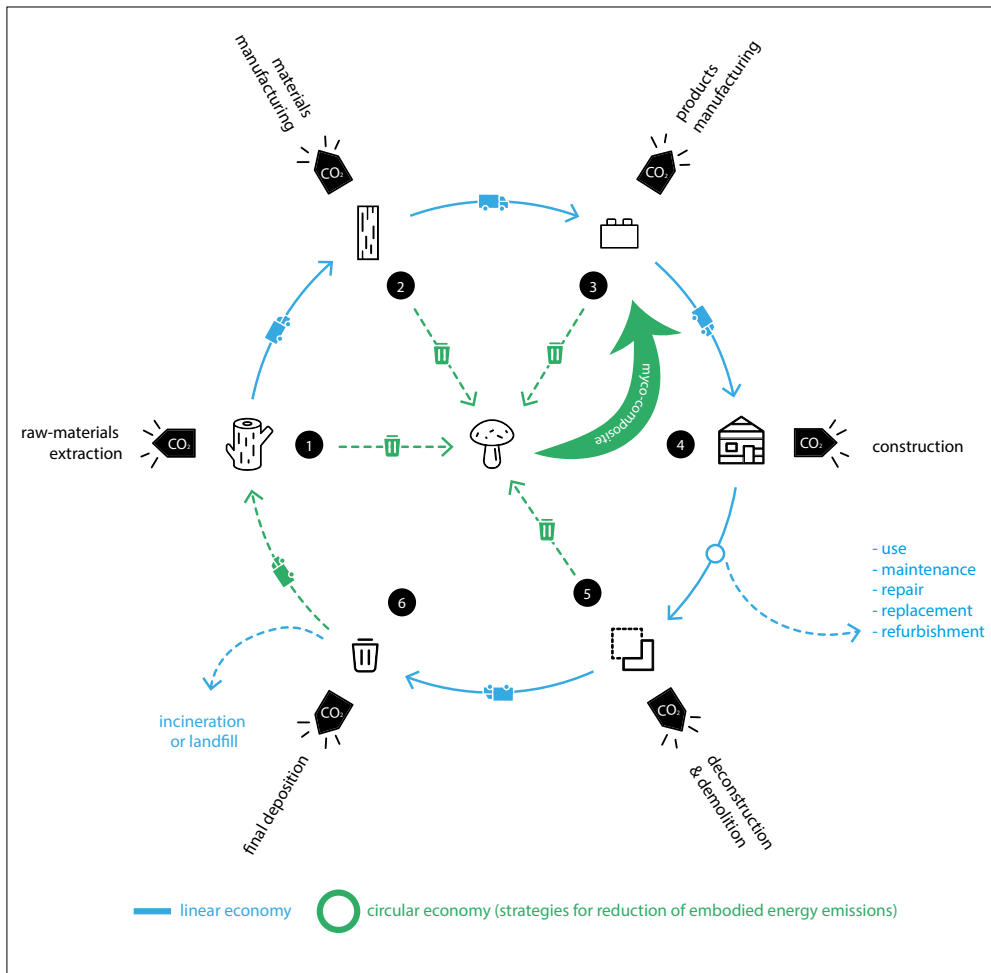 materials
manufacturing
CO₂
products
manufacturing
CO₂
2
3
raw-materials
extraction
CO₂
1
myco-composite
4
CO₂
construction
- use
- maintenance
- repair
- replacement
- refurbishment
6
5
incineration
or landfill
CO₂
final deposition
CO₂
deconstruction
& demolition
linear economy
circular economy (strategies for reduction of embodied energy emissions)